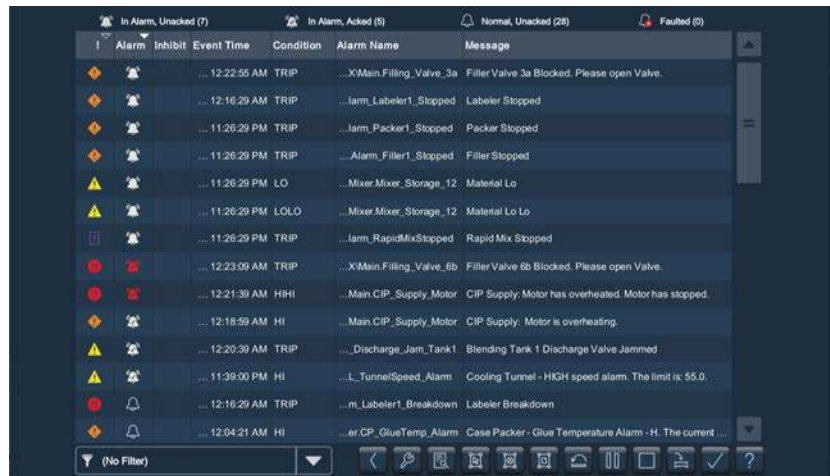 In Alarm, Unacked (7) In Alarm, Acked (5) Normal, Unacked (28) Faulted (0)
! Alarm Inhibit Event Time Condition Alarm Name Message
... 12:22:55 AM TRIP ...X\Main.Filling_Valve_3a Filler Valve 3a Blocked. Please open Valve.
... 12:16:29 AM TRIP ...larm_Labeler1_Stopped Labeler Stopped
... 11:26:29 PM TRIP ...larm_Packer1_Stopped Packer Stopped
... 11:26:29 PM TRIP ...Alarm_Filler1_Stopped Filler Stopped
... 11:26:29 PM LO ...Mixer.Mixer_Storage_12 Material Lo
... 11:26:29 PM LOLO ...Mixer.Mixer_Storage_12 Material Lo Lo
... 11:26:29 PM TRIP ...larm_RapidMixStopped Rapid Mix Stopped
... 12:23:09 AM TRIP ...X\Main.Filling_Valve_6b Filler Valve 6b Blocked. Please open Valve.
... 12:21:39 AM HIHI ...Main.CIP_Supply_Motor CIP Supply: Motor has overheated. Motor has stopped.
... 12:18:59 AM HI ...Main.CIP_Supply_Motor CIP Supply: Motor is overheating.
... 12:20:39 AM TRIP ..._Discharge_Jam_Tank1 Blending Tank 1 Discharge Valve Jammed
... 11:39:00 PM HI ...L_TunnelSpeed_Alarm Cooling Tunnel - HIGH speed alarm. The limit is: 55.0.
... 12:16:29 AM TRIP ...m_Labeler1_Breakdown Labeler Breakdown
... 12:04:21 AM HI ...er.CP_GlueTemp_Alarm Case Packer - Glue Temperature Alarm - H. The current ...
(No Filter) ?